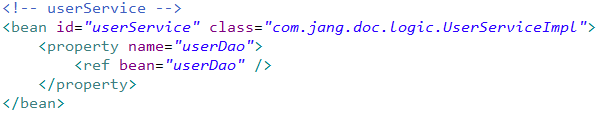 <!-- userService -->
<bean id="userService" class="com.jang.doc.logic.UserServiceImpl">
    <property name="userDao">
        <ref bean="userDao" />
    </property>
</bean>